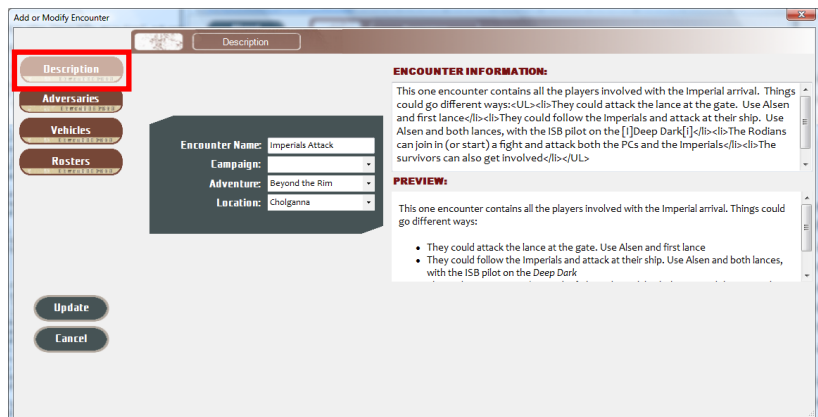 Add or Modify Encounter
Description
Description
Adversaries
Vehicles
Rosters
Encounter Name: Imperials Attack
Campaign:
Adventure: Beyond the Rim
Location: Cholganna
Update
Cancel
ENCOUNTER INFORMATION:
This one encounter contains all the players involved with the Imperial arrival. Things
could go different ways:<UL><li>They could attack the lance at the gate. Use Alsen
and first lance</li><li>They could follow the Imperials and attack at their ship. Use
Alsen and both lances, with the ISB pilot on the [I]Deep Dark[i]</li><li>The Rodians
can join in (or start) a fight and attack both the PCs and the Imperials</li><li>The
survivors can also get involved</li></UL>
PREVIEW:
This one encounter contains all the players involved with the Imperial arrival. Things could
go different ways:
• They could attack the lance at the gate. Use Alsen and first lance
• They could follow the Imperials and attack at their ship. Use Alsen and both lances,
with the ISB pilot on the Deep Dark